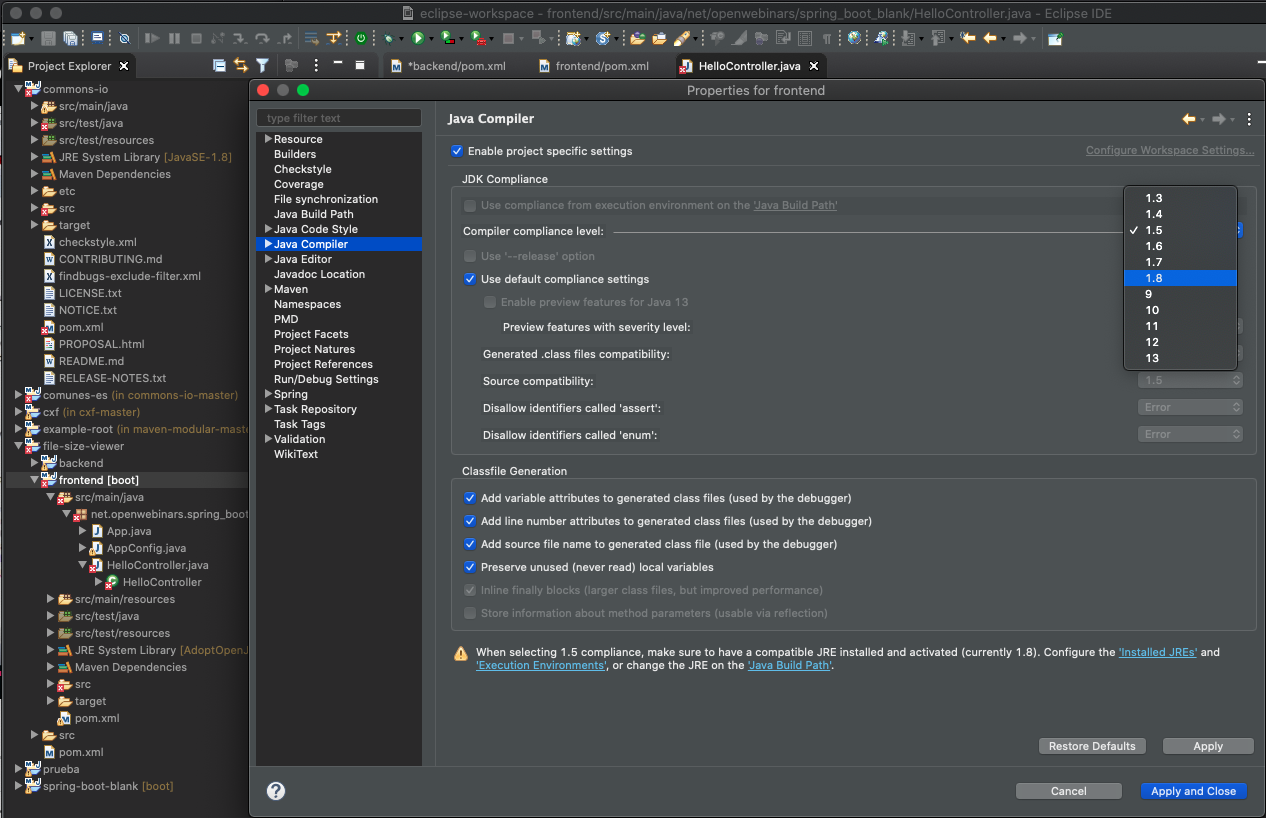 eclipse-workspace - frontend/src/main/java/net/openwebinars/spring_boot_blank/HelloController.java - Eclipse IDE
Project Explorer
*backend/pom.xml
frontend/pom.xml
HelloController.java
commons-io
src/main/java
src/test/java
src/test/resources
JRE System Library [JavaSE-1.8]
Maven Dependencies
etc
src
target
checkstyle.xml
CONTRIBUTING.md
findbugs-exclude-filter.xml
LICENSE.txt
NOTICE.txt
pom.xml
PROPOSAL.html
README.md
RELEASE-NOTES.txt
comunes-es (in commons-io-master)
cxf (in cxf-master)
example-root (in maven-modular-maste
file-size-viewer
backend
frontend [boot]
src/main/java
net.openwebinars.spring_boot
App.java
AppConfig.java
HelloController.java
HelloController
src/main/resources
src/test/java
src/test/resources
JRE System Library [AdoptOpenJ
Maven Dependencies
src
target
pom.xml
src
pom.xml
prueba
spring-boot-blank [boot]
Properties for frontend
type filter text
Resource
Builders
Checkstyle
Coverage
File synchronization
Java Build Path
Java Code Style
Java Compiler
Java Editor
Javadoc Location
Maven
Namespaces
PMD
Project Facets
Project Natures
Project References
Run/Debug Settings
Spring
Task Repository
Task Tags
Validation
WikiText
Java Compiler
Enable project specific settings
Configure Workspace Settings...
JDK Compliance
Use compliance from execution environment on the 'Java Build Path'
Compiler compliance level:
1.3
1.4
1.5
1.6
1.7
1.8
9
10
11
12
13
Use '--release' option
Use default compliance settings
Enable preview features for Java 13
Preview features with severity level:
Generated .class files compatibility:
Source compatibility:
1.5
Disallow identifiers called 'assert':
Error
Disallow identifiers called 'enum':
Error
Classfile Generation
Add variable attributes to generated class files (used by the debugger)
Add line number attributes to generated class files (used by the debugger)
Add source file name to generated class file (used by the debugger)
Preserve unused (never read) local variables
Inline finally blocks (larger class files, but improved performance)
Store information about method parameters (usable via reflection)
When selecting 1.5 compliance, make sure to have a compatible JRE installed and activated (currently 1.8). Configure the 'Installed JREs' and
'Execution Environments', or change the JRE on the 'Java Build Path'.
Restore Defaults
Apply
Cancel
Apply and Close